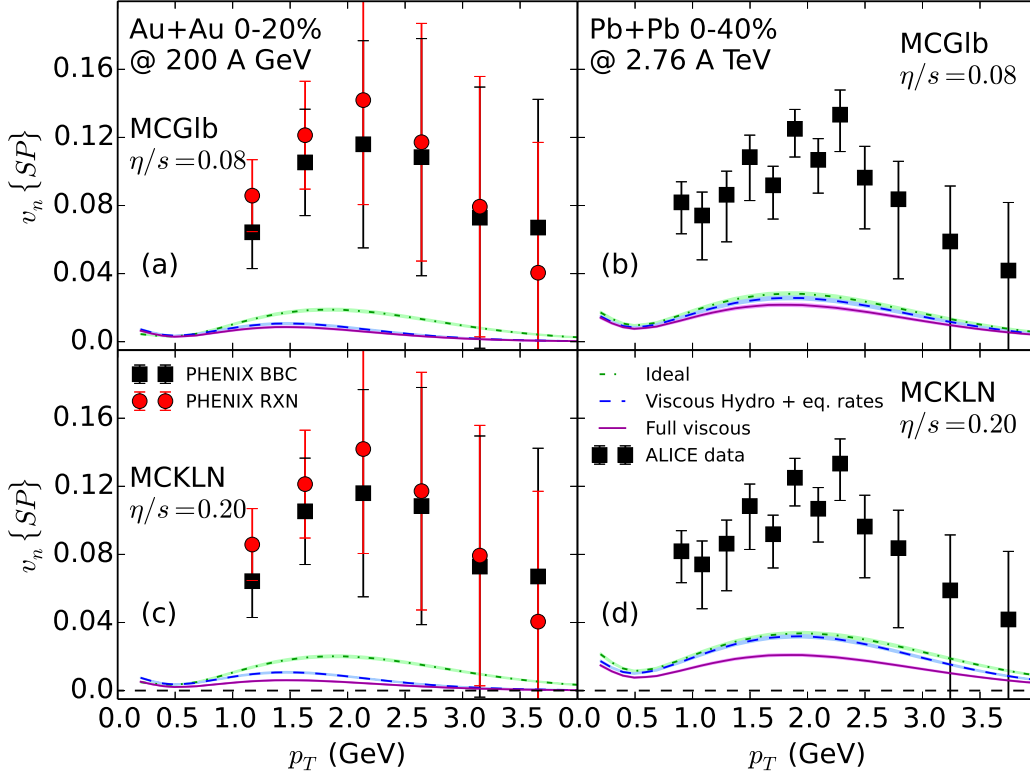 Au+Au 0-20%
@ 200 A GeV
MCGlb
η/s=0.08
(a)
v_n{SP}
0.16
0.12
0.08
0.04
0.0
Pb+Pb 0-40%
@ 2.76 A TeV
MCGlb
η/s=0.08
(b)
PHENIX BBC
PHENIX RXN
MCKLN
η/s=0.20
(c)
v_n{SP}
0.16
0.12
0.08
0.04
0.0
Ideal
Viscous Hydro + eq. rates
Full viscous
ALICE data
MCKLN
η/s=0.20
(d)
0.0 0.5 1.0 1.5 2.0 2.5 3.0 3.5 0.0 0.5 1.0 1.5 2.0 2.5 3.0 3.5
p_T (GeV) p_T (GeV)